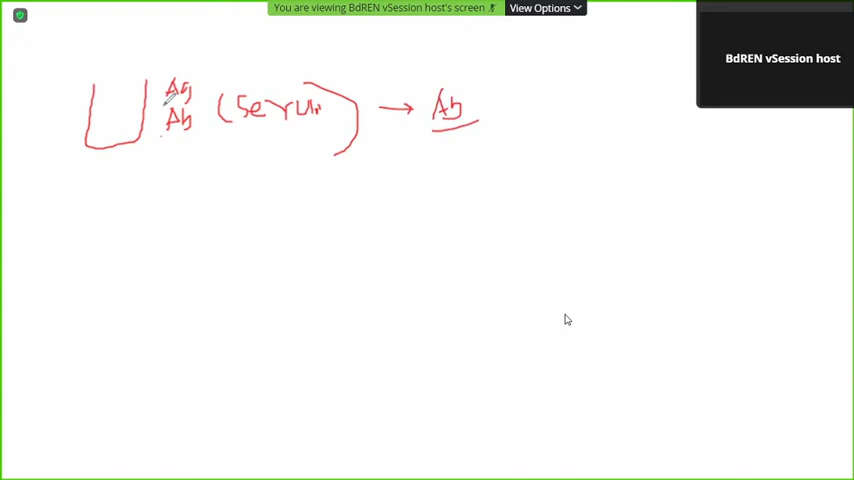 You are viewing BdREN vSession host's screen
View Options
BdREN vSession host
Ag
Ab (Serum) → Ab